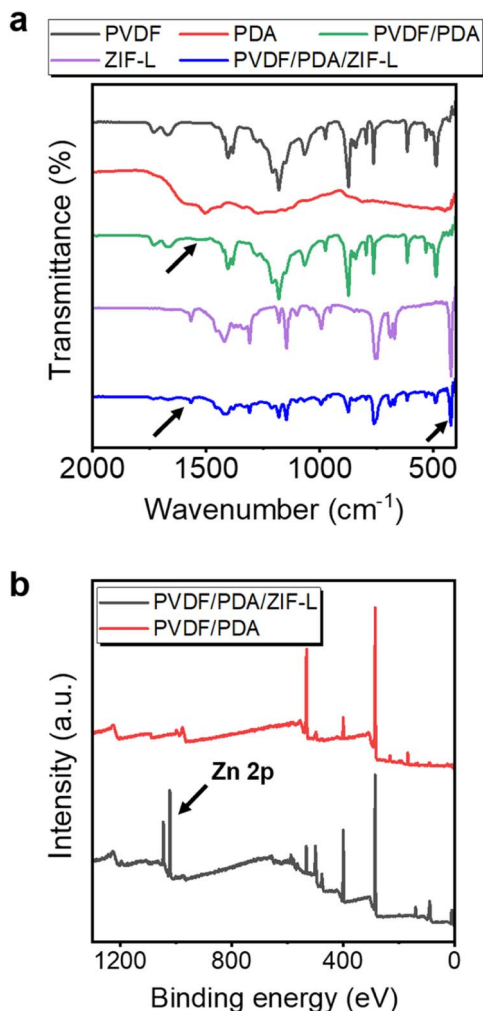 a
PVDF PDA PVDF/PDA
ZIF-L PVDF/PDA/ZIF-L
Transmittance (%)
2000 1500 1000 500
Wavenumber (cm⁻¹)
b
PVDF/PDA/ZIF-L
PVDF/PDA
Zn 2p
Intensity (a.u.)
1200 800 400 0
Binding energy (eV)